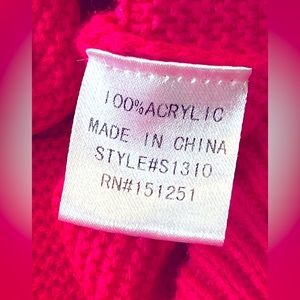 100%ACRYLIC
MADE IN CHINA
STYLE#S1310
RN#151251